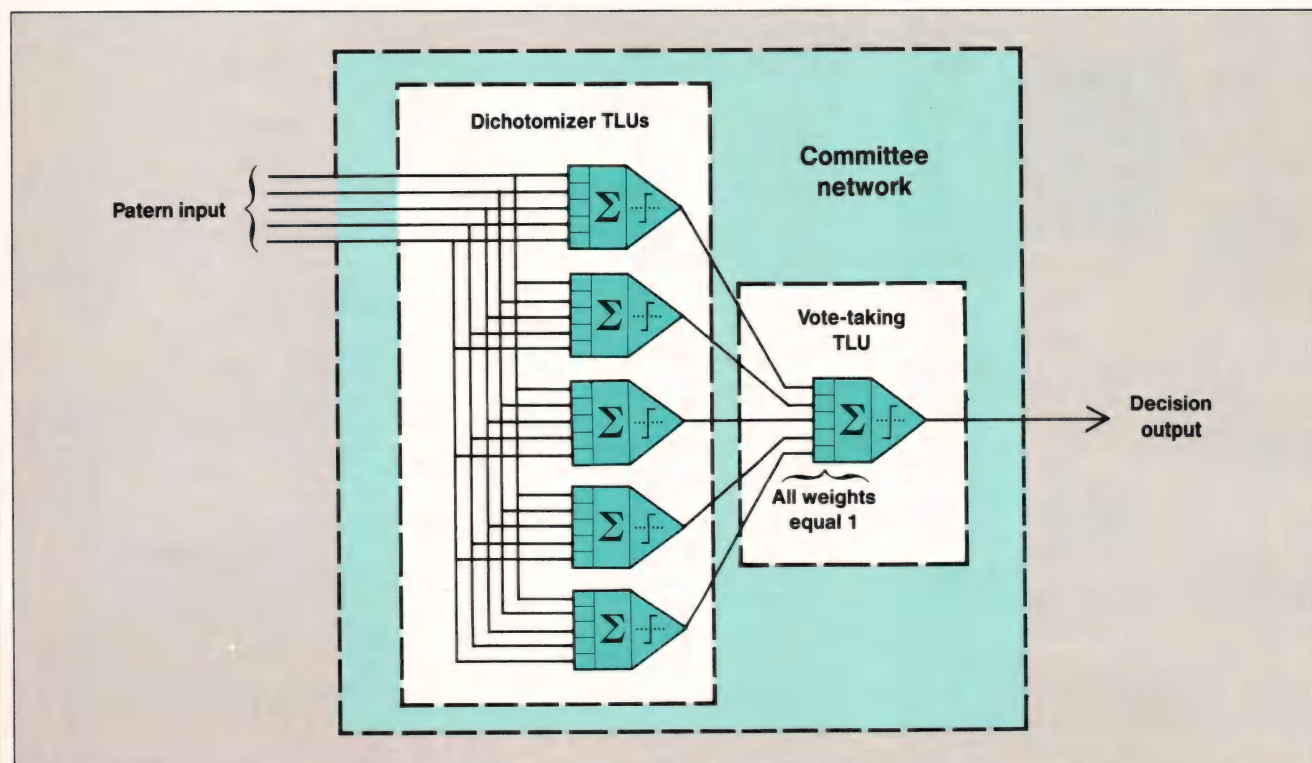 Dichotomizer TLUs
Committee
network
Patern input
Σ
Σ
Vote-taking
TLU
Σ
Σ
Decision
output
All weights
equal 1
Σ
Σ